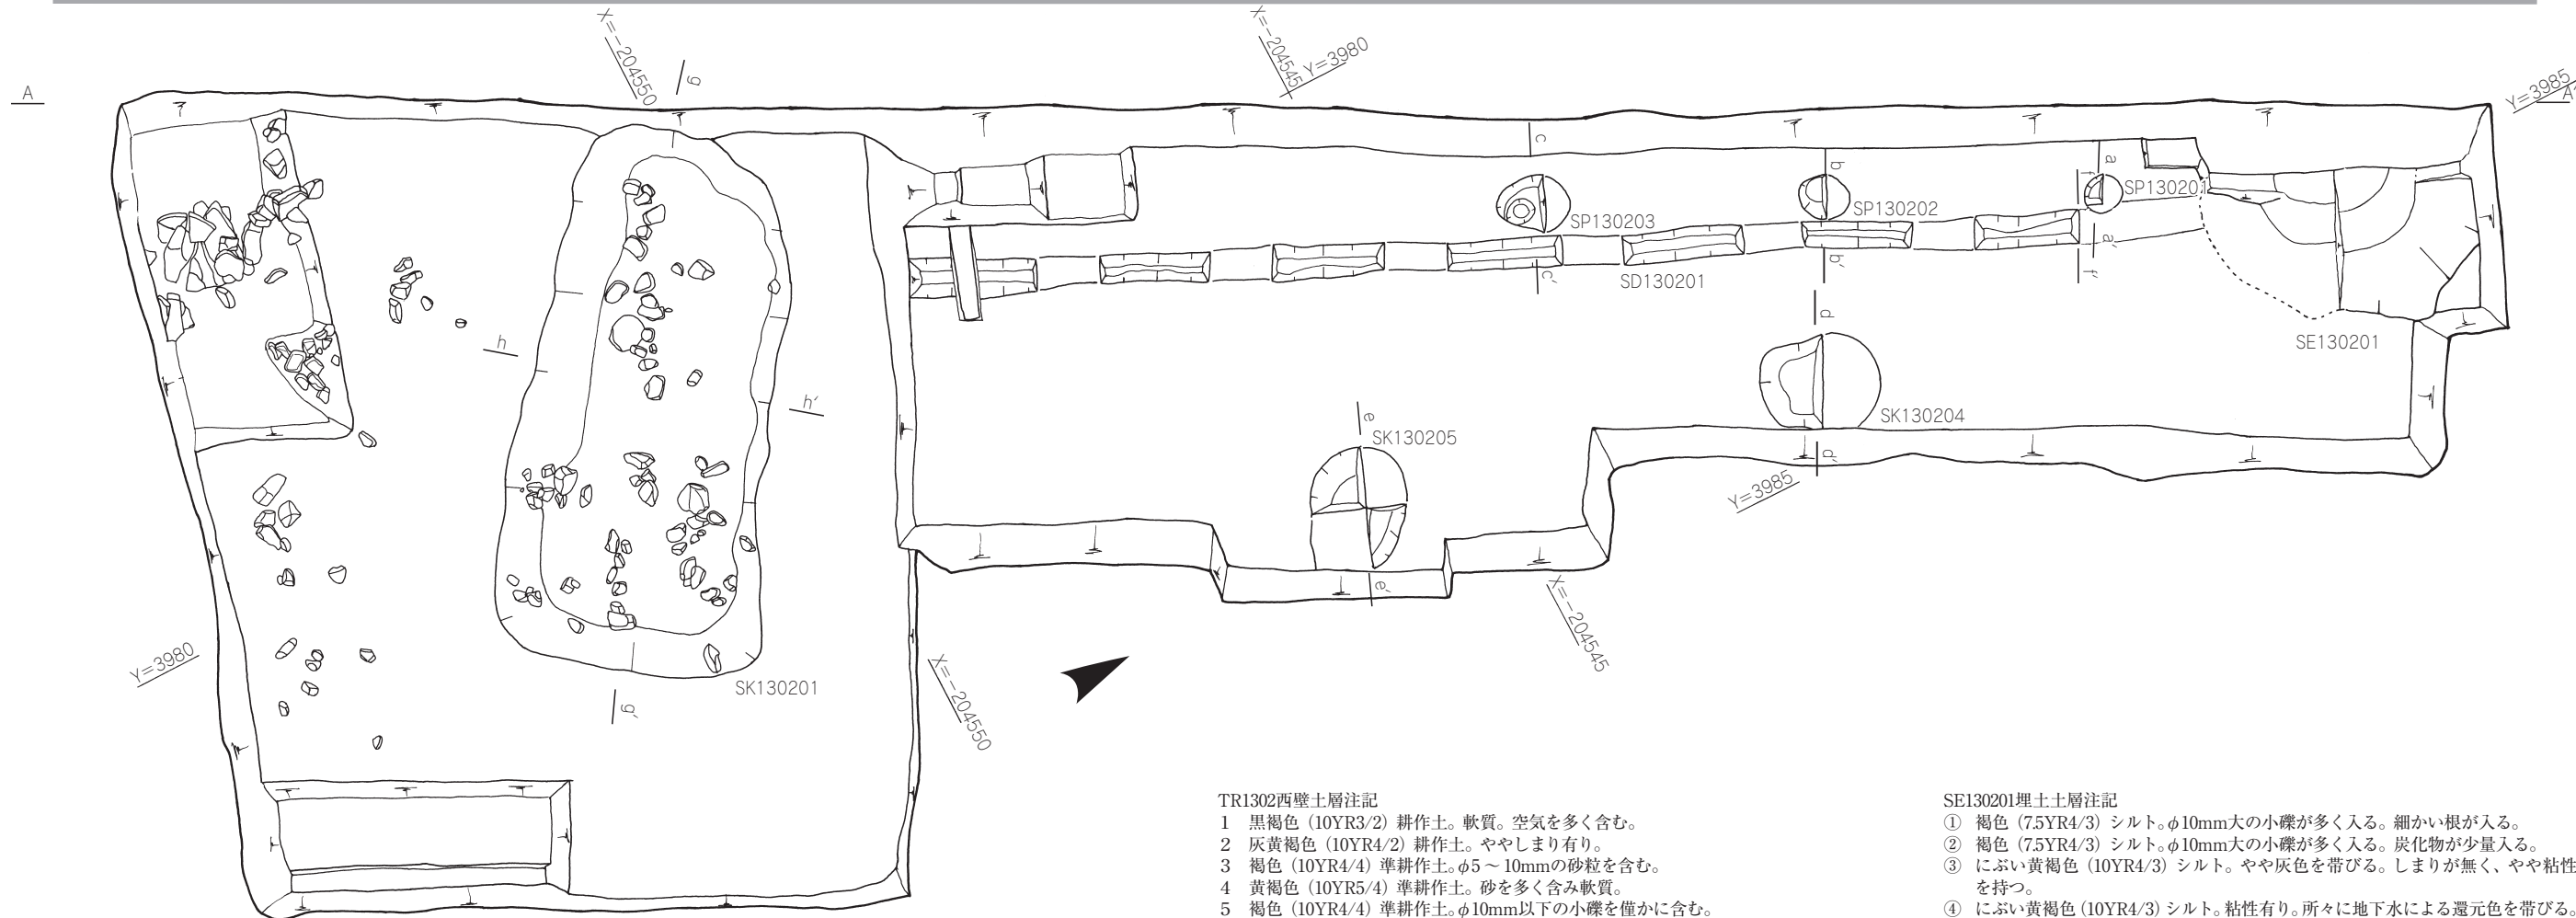 A
X=-204550
g
X=-204545
Y=3980
Y=3985
A'
c
b
a
f
SP130201
SP130203
SP130202
c'
b'
a'
f'
SD130201
SE130201
h
h'
d
SK130204
d'
e
SK130205
e'
Y=3985
X=-204545
Y=3980
SK130201
g'
X=-204550
TR1302西壁土層注記
1 黒褐色(10YR3/2)耕作土。軟質。空気を多く含む。
2 灰黄褐色(10YR4/2)耕作土。ややしまり有り。
3 褐色(10YR4/4)準耕作土。φ5～10mmの砂粒を含む。
4 黄褐色(10YR5/4)準耕作土。砂を多く含み軟質。
5 褐色(10YR4/4)準耕作土。φ10mm以下の小礫を僅かに含む。
SE130201埋土土層注記
① 褐色(7.5YR4/3)シルト。φ10mm大の小礫が多く入る。細かい根が入る。
② 褐色(7.5YR4/3)シルト。φ10mm大の小礫が多く入る。炭化物が少量入る。
③ にぶい黄褐色(10YR4/3)シルト。やや灰色を帯びる。しまりが無く、やや粘性
を持つ。
④ にぶい黄褐色(10YR4/3)シルト。粘性有り。所々に地下水による還元色を帯びる。